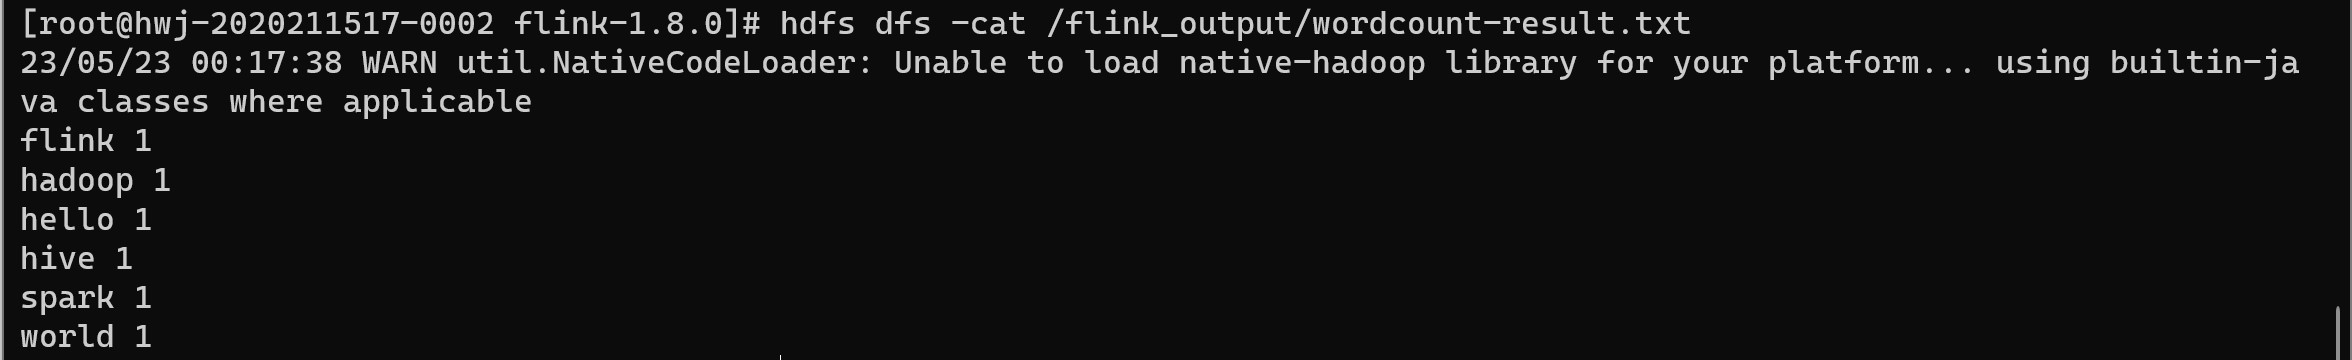 [root@hwj-2020211517-0002 flink-1.8.0]# hdfs dfs -cat /flink_output/wordcount-result.txt
23/05/23 00:17:38 WARN util.NativeCodeLoader: Unable to load native-hadoop library for your platform... using builtin-ja
va classes where applicable
flink 1
hadoop 1
hello 1
hive 1
spark 1
world 1